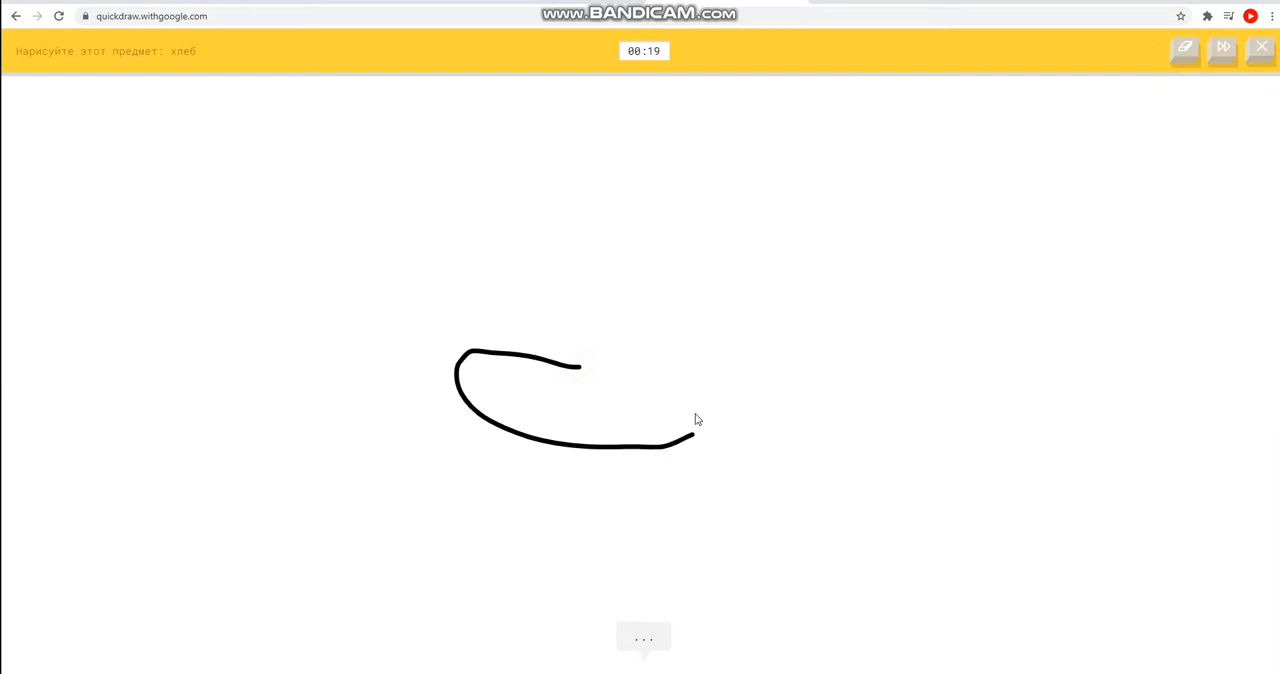 www.BANDICAM.com
quickdraw.withgoogle.com
Нарисуйте этот предмет: хлеб
00:19
...